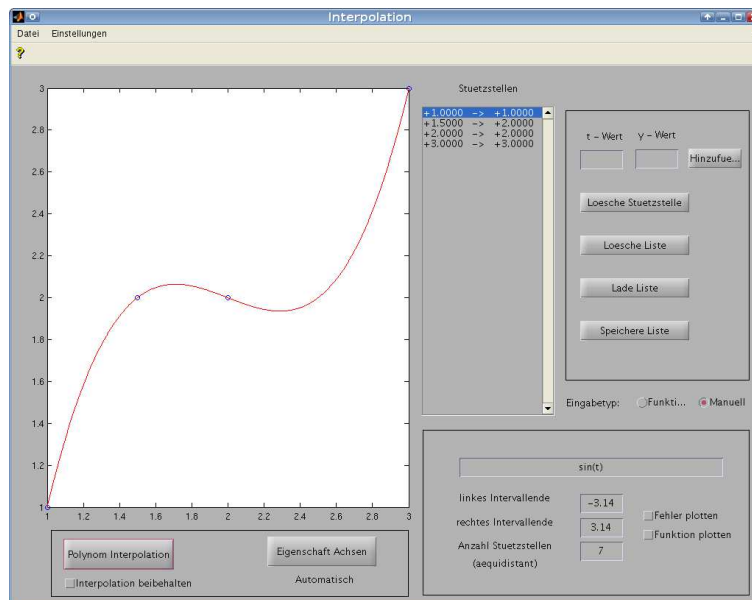 Interpolation
Datei Einstellungen
?
Stuetzstellen
3
2.8
2.6
2.4
2.2
2
1.8
1.6
1.4
1.2
1
1 1.2 1.4 1.6 1.8 2 2.2 2.4 2.6 2.8 3
+1.0000 -> +1.0000
+1.5000 -> +2.0000
+2.0000 -> +2.0000
+3.0000 -> +3.0000
t - Wert y - Wert
Hinzufue...
Loesche Stuetzstelle
Loesche Liste
Lade Liste
Speichere Liste
Eingabetyp: Funkti... Manuell
sin(t)
linkes Intervallende -3.14
rechtes Intervallende 3.14
Anzahl Stuetzstellen 7
(aequidistant)
Fehler plotten
Funktion plotten
Polynom Interpolation
Interpolation beibehalten
Eigenschaft Achsen
Automatisch